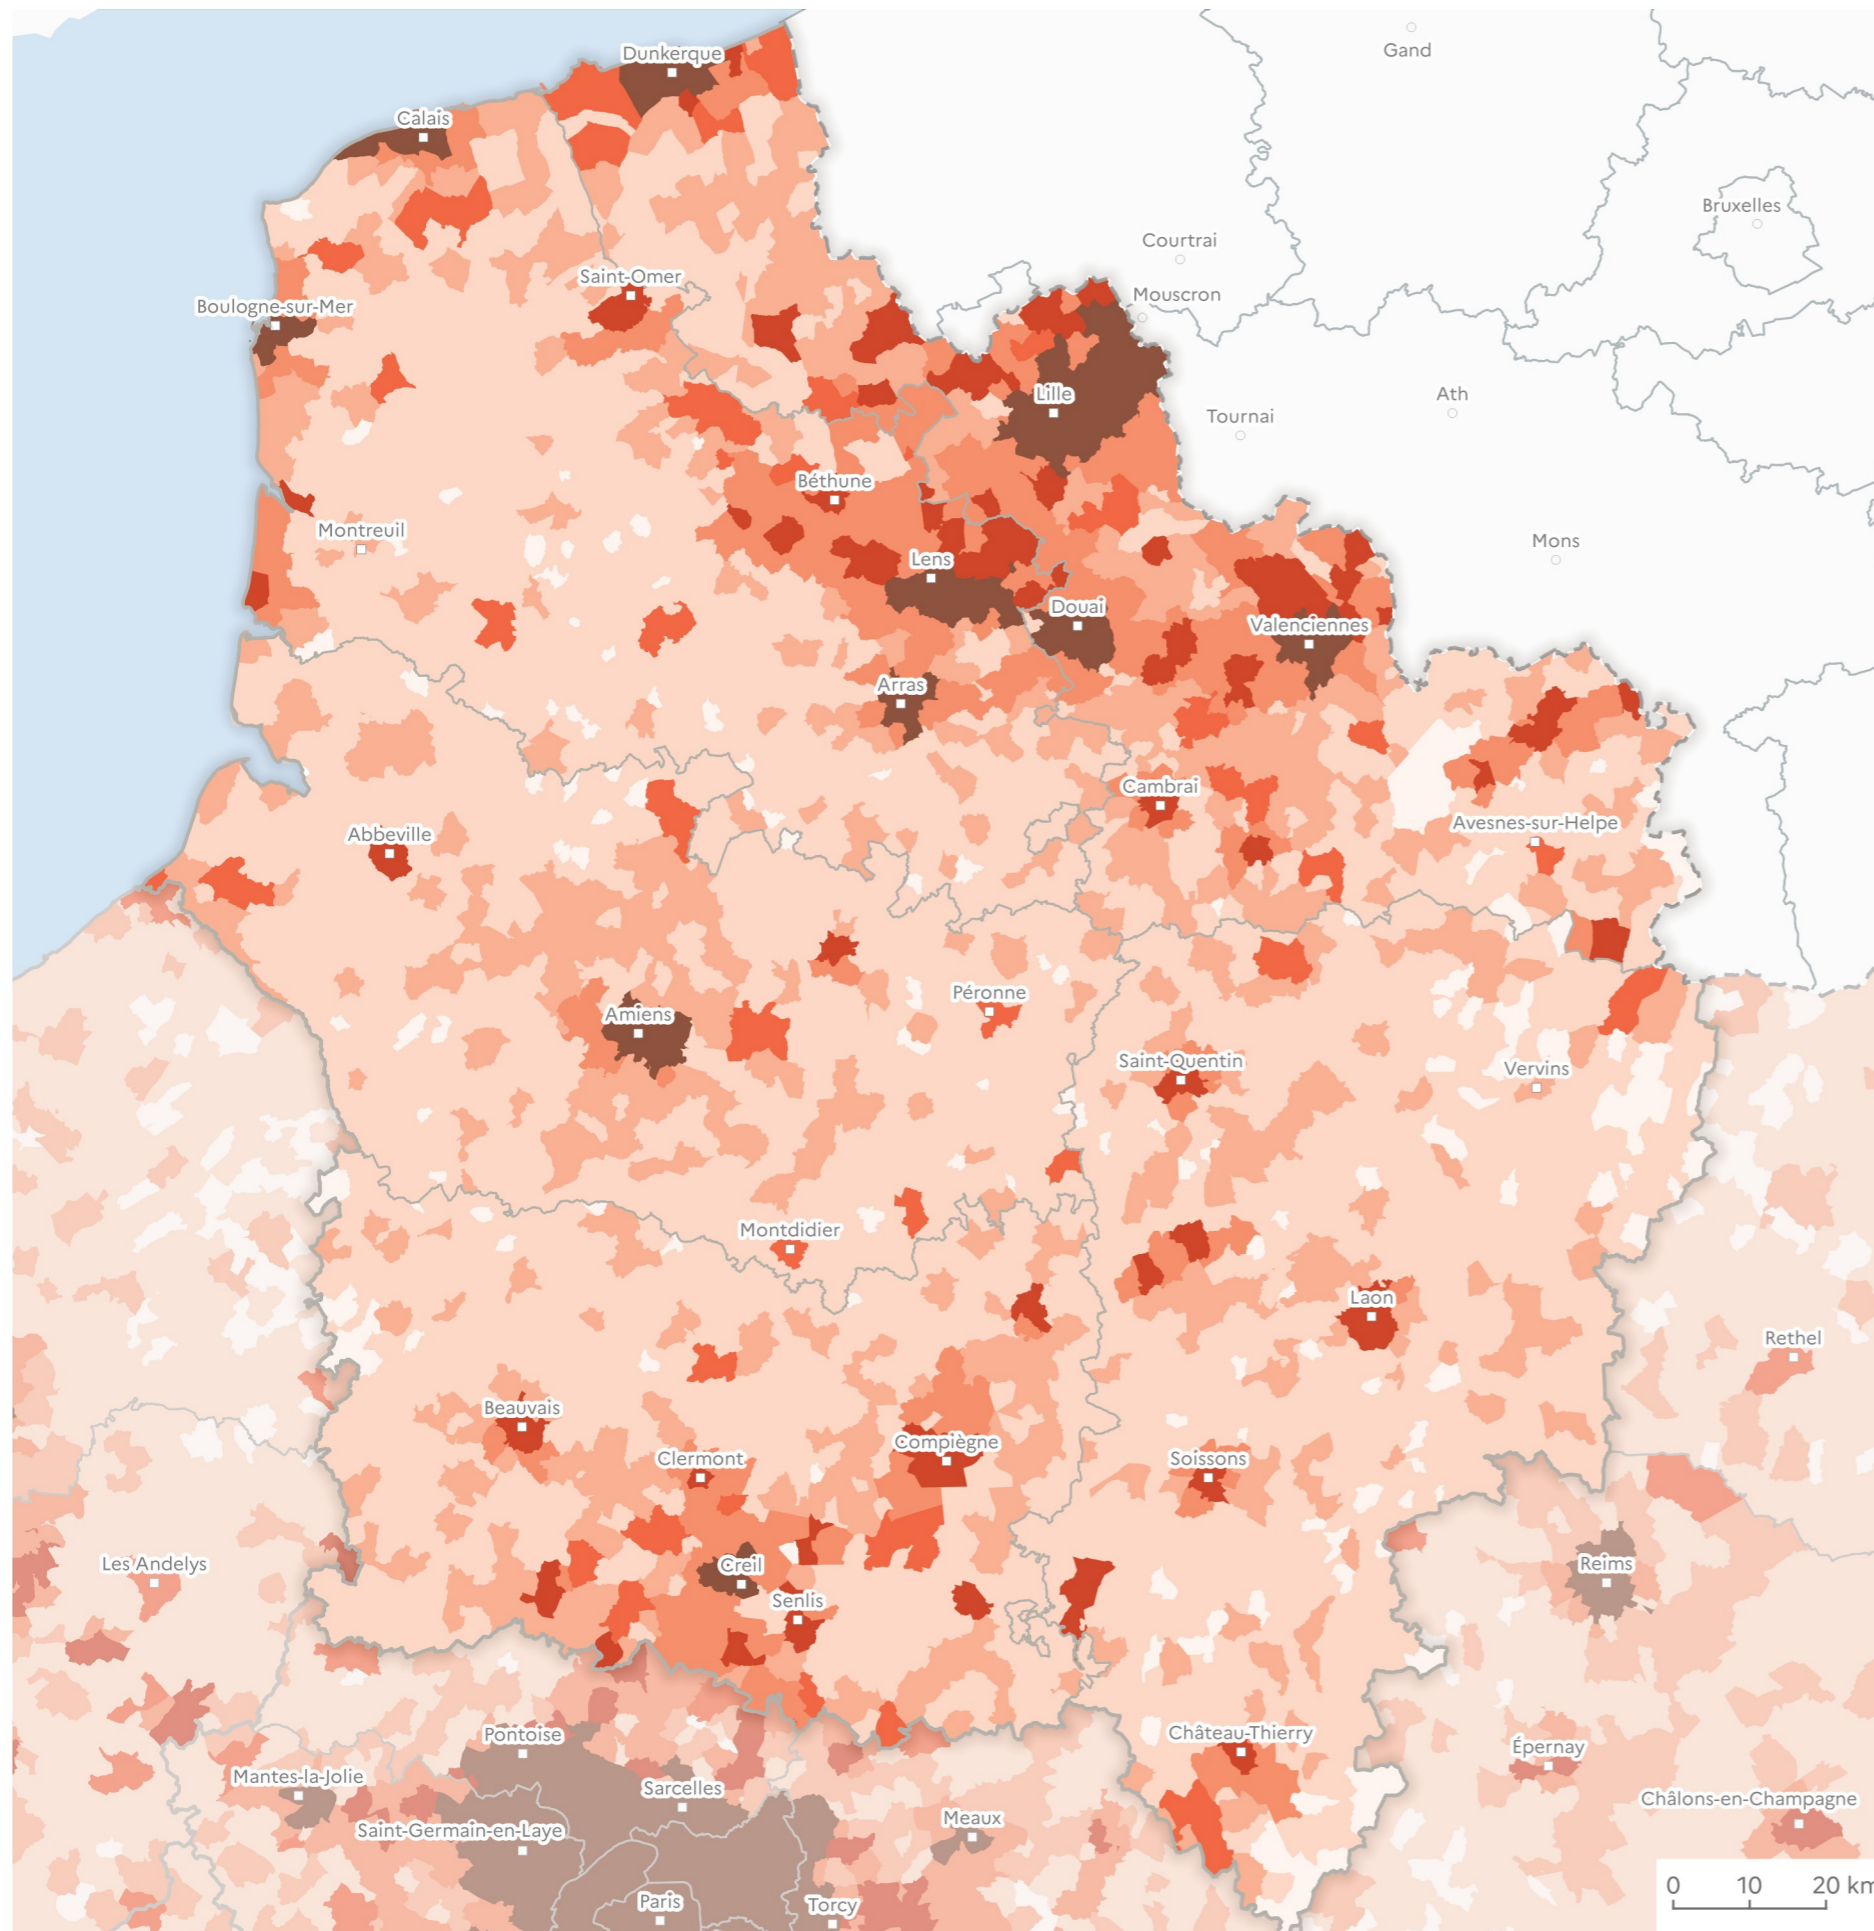 Dunkerque
Gand
Calais
Bruxelles
Courtrai
Saint-Omer
Mouscron
Boulogne-sur-Mer
Lille
Ath
Tournai
Béthune
Montreuil
Mons
Lens
Douai
Valenciennes
Arras
Cambrai
Avesnes-sur-Helpe
Abbeville
Péronne
Amiens
Saint-Quentin
Vervins
Montdidier
Laon
Rethel
Beauvais
Compiègne
Clermont
Soissons
Les Andelys
Creil
Reims
Senlis
Pontoise
Château-Thierry
Épernay
Mantes-la-Jolie
Sarcelles
Châlons-en-Champagne
Meaux
Saint-Germain-en-Laye
Paris
Torcy
0 10 20 km